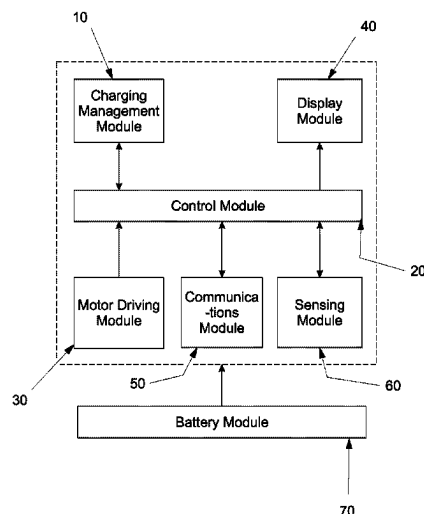 10
40
Charging
Management
Module
Display
Module
Control Module
20
Motor Driving
Module
Communica
-tions
Module
Sensing
Module
30
50
60
Battery Module
70